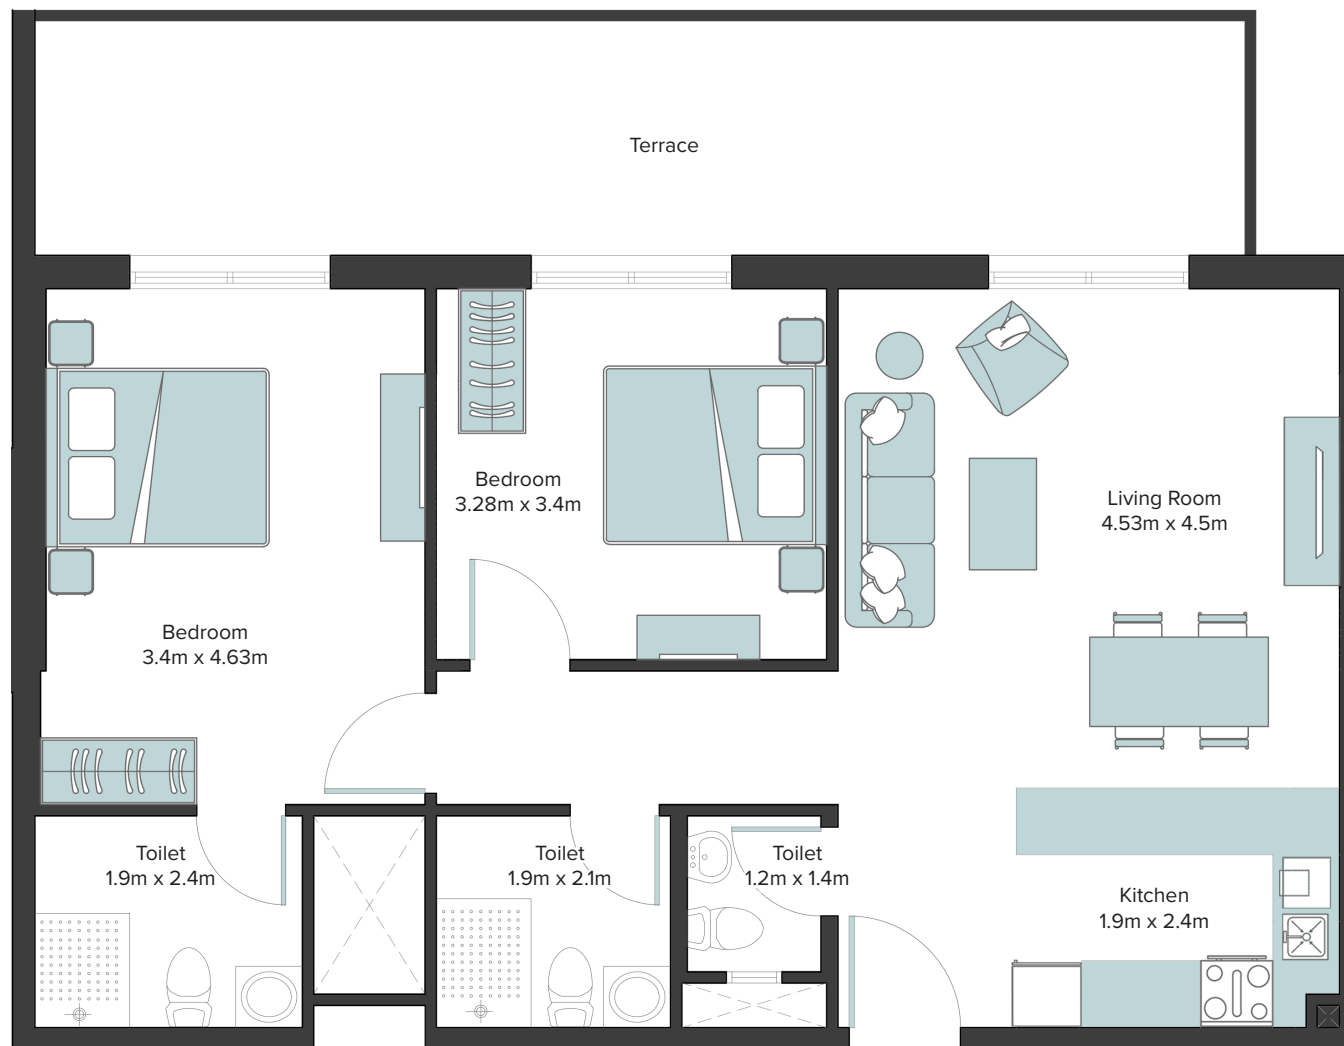 Terrace
Bedroom
3.28m x 3.4m
Living Room
4.53m x 4.5m
Bedroom
3.4m x 4.63m
Toilet
1.9m x 2.4m
Toilet
1.9m x 2.1m
Toilet
1.2m x 1.4m
Kitchen
1.9m x 2.4m